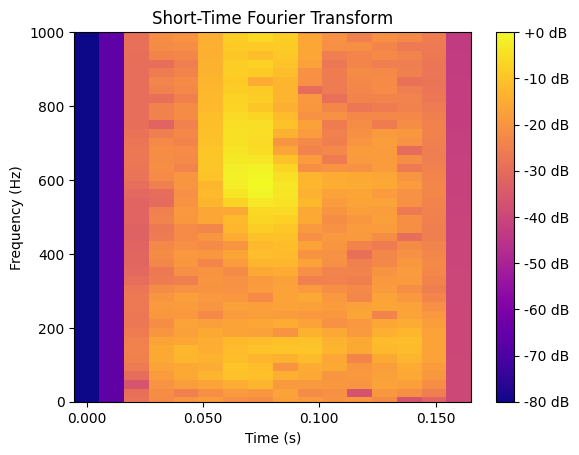 Short-Time Fourier Transform
Frequency (Hz)
1000
800
600
400
200
0
0.000
0.050
0.100
0.150
Time (s)
+0 dB
-10 dB
-20 dB
-30 dB
-40 dB
-50 dB
-60 dB
-70 dB
-80 dB